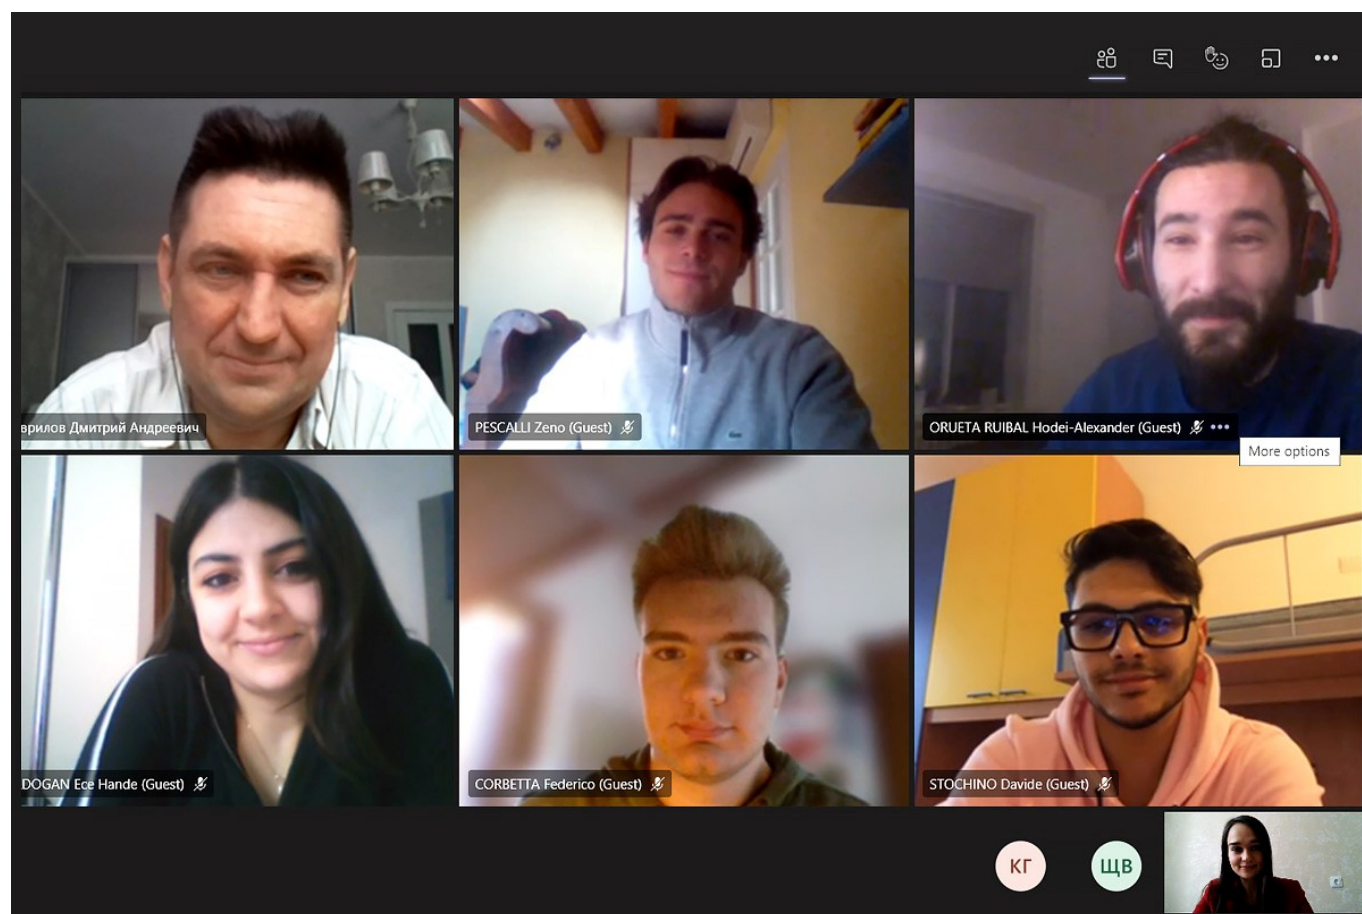 врилов Дмитрий Андреевич
PESCALLI Zeno (Guest)
ORUETA RUIBAL Hodei-Alexander (Guest)
More options
DOGAN Ece Hande (Guest)
CORBETTA Federico (Guest)
STOCHINO Davide (Guest)
КГ
ЩВ